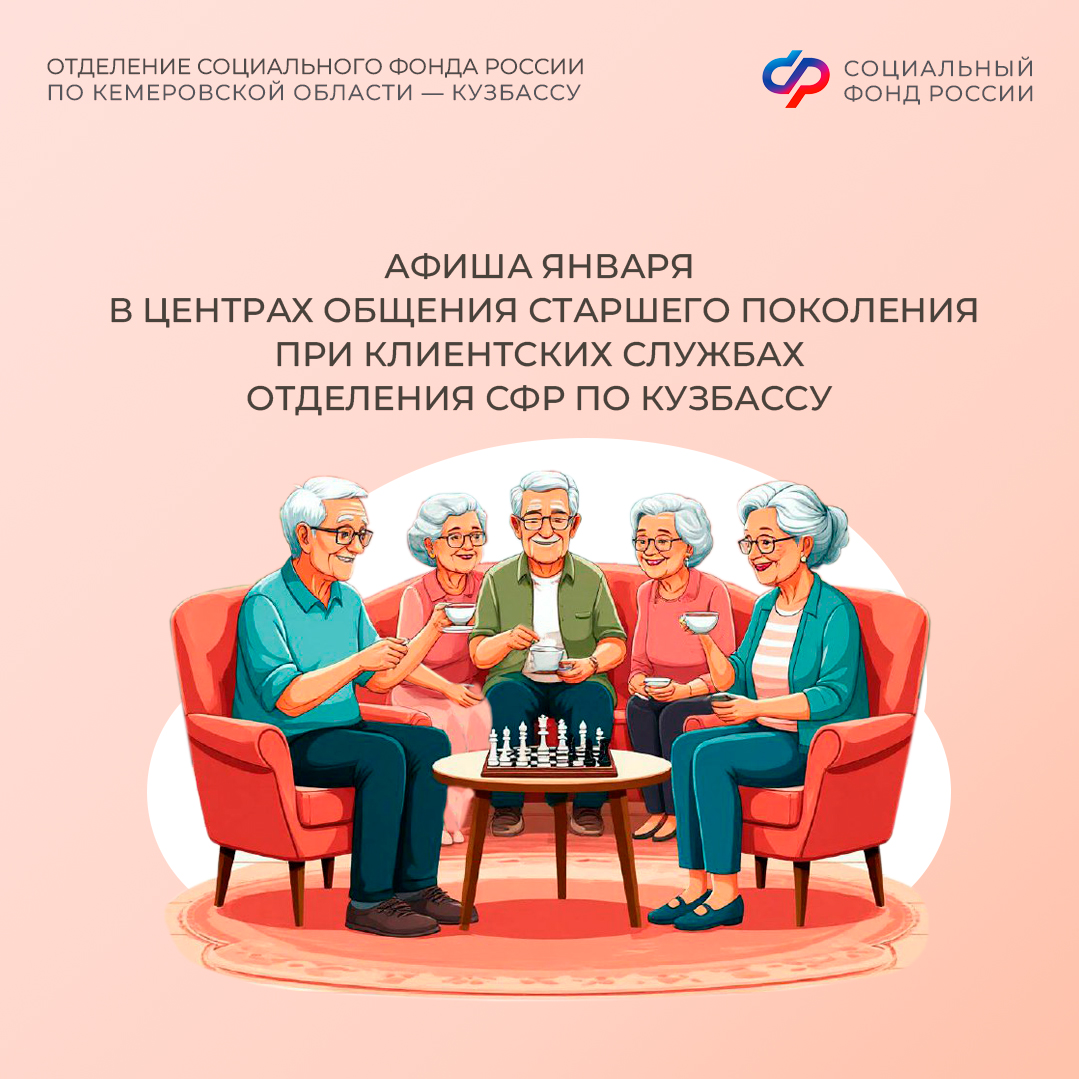 ОТДЕЛЕНИЕ СОЦИАЛЬНОГО ФОНДА РОССИИ
ПО КЕМЕРОВСКОЙ ОБЛАСТИ — КУЗБАССУ
СОЦИАЛЬНЫЙ
ФОНД РОССИИ
АФИША ЯНВАРЯ
В ЦЕНТРАХ ОБЩЕНИЯ СТАРШЕГО ПОКОЛЕНИЯ
ПРИ КЛИЕНТСКИХ СЛУЖБАХ
ОТДЕЛЕНИЯ СФР ПО КУЗБАССУ